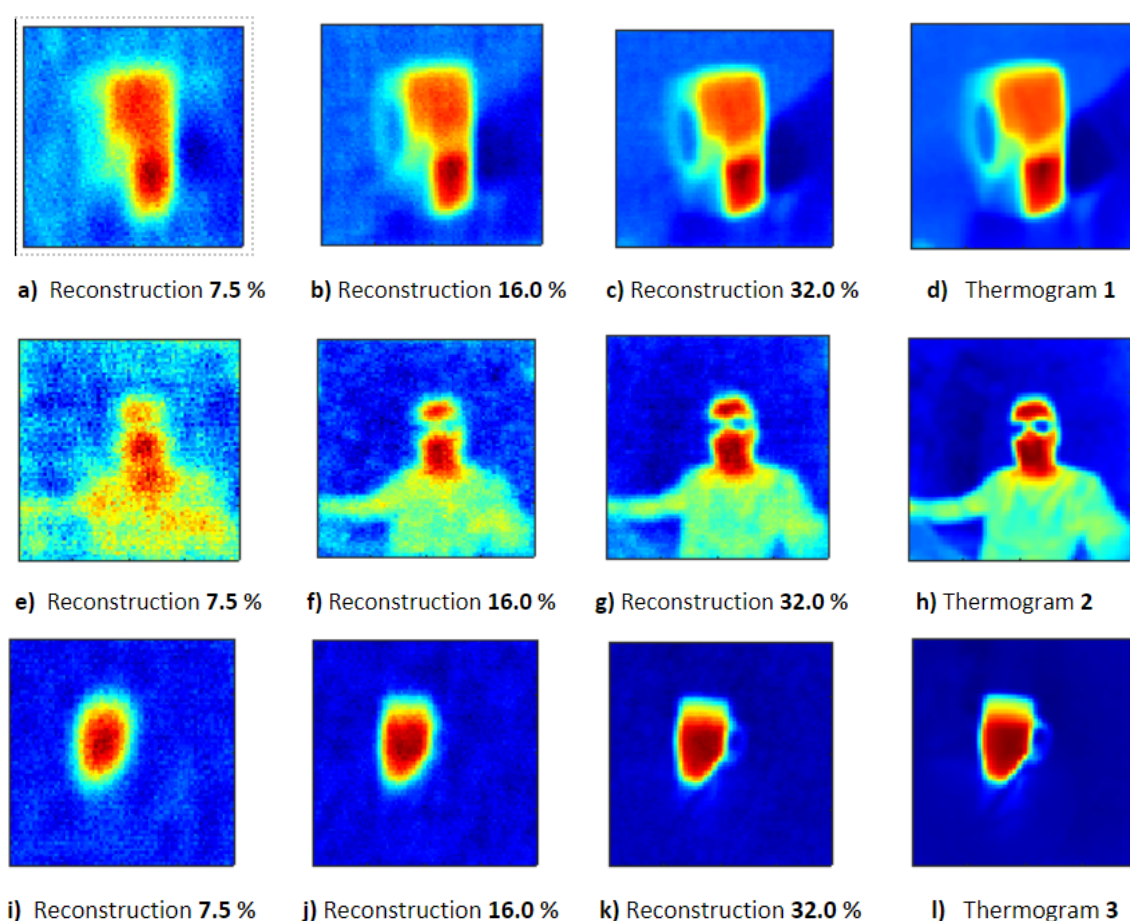 a) Reconstruction 7.5 % b) Reconstruction 16.0 % c) Reconstruction 32.0 % d) Thermogram 1
e) Reconstruction 7.5 % f) Reconstruction 16.0 % g) Reconstruction 32.0 % h) Thermogram 2
i) Reconstruction 7.5 % j) Reconstruction 16.0 % k) Reconstruction 32.0 % l) Thermogram 3